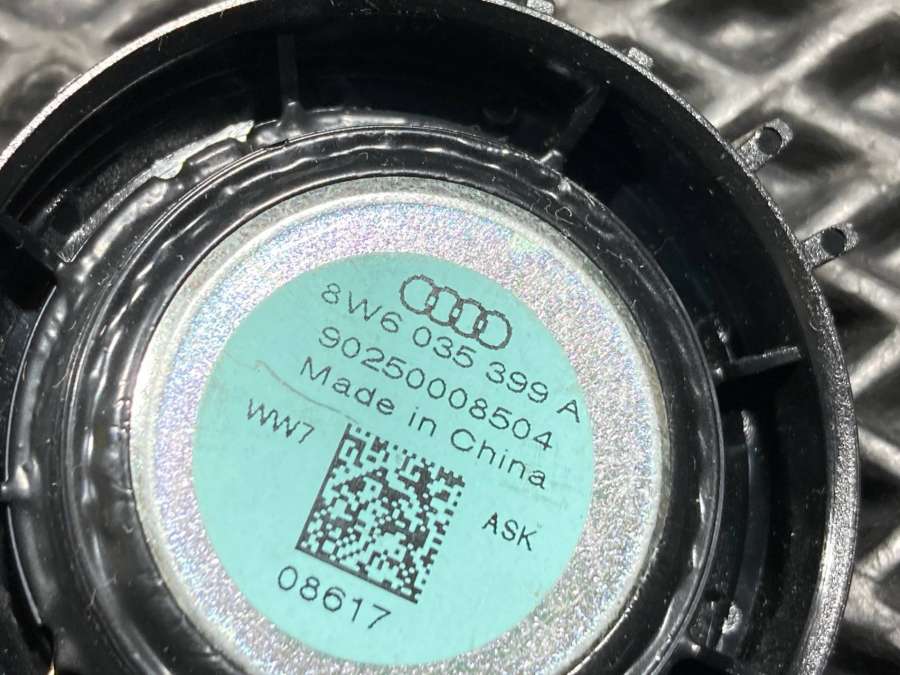 8W6 035 399 A
90250008504
Made in China
WW7
ASK
08617